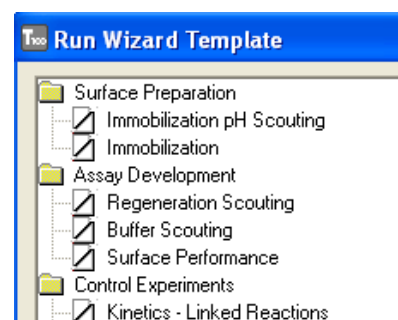 T100 Run Wizard Template
Surface Preparation
Immobilization pH Scouting
Immobilization
Assay Development
Regeneration Scouting
Buffer Scouting
Surface Performance
Control Experiments
Kinetics - Linked Reactions